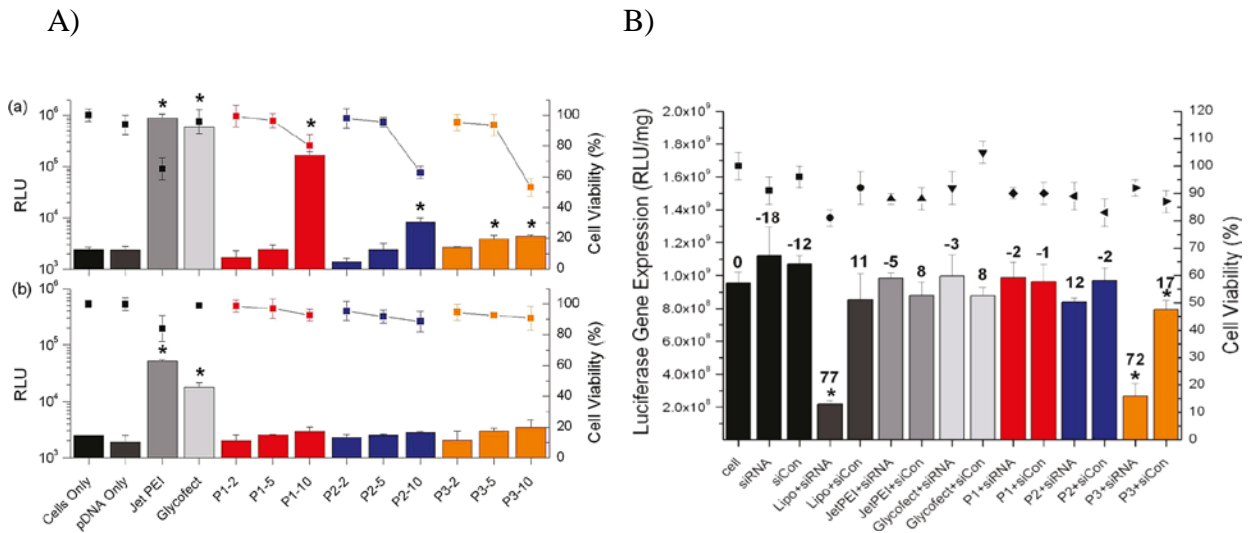 A)
B)
(a)
RLU
10⁶
10⁵
10⁴
10³
* * * * * *
100
80
60
40
20
0
Cell Viability (%)
(b)
RLU
10⁶
10⁵
10⁴
10³
* *
100
80
60
40
20
0
Cell Viability (%)
Cells Only
pDNA Only
Jet PEI
Glycofect
P1-2
P1-5
P1-10
P2-2
P2-5
P2-10
P3-2
P3-5
P3-10
Luciferase Gene Expression (RLU/mg)
2.0x10⁹
1.8x10⁹
1.6x10⁹
1.4x10⁹
1.2x10⁹
1.0x10⁹
8.0x10⁸
6.0x10⁸
4.0x10⁸
2.0x10⁸
0
-18
-12
77
*
11
-5
8
-3
8
-2
-1
12
-2
72
*
17
*
120
110
100
90
80
70
60
50
40
30
20
10
0
Cell Viability (%)
cell
siRNA
siCon
Lipo+siRNA
Lipo+siCon
JetPEI+siRNA
JetPEI+siCon
Glycofect+siRNA
Glycofect+siCon
P1+siRNA
P1+siCon
P2+siRNA
P2+siCon
P3+siRNA
P3+siCon